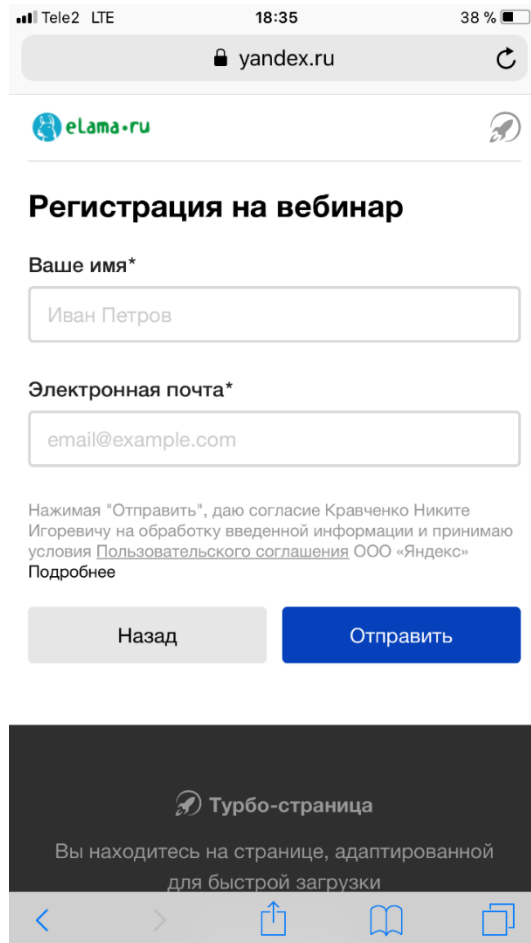 Tele2 LTE 18:35 38 %
yandex.ru
eLama.ru
Регистрация на вебинар
Ваше имя*
Иван Петров
Электронная почта*
email@example.com
Нажимая "Отправить", даю согласие Кравченко Никите
Игоревичу на обработку введенной информации и принимаю
условия Пользовательского соглашения ООО «Яндекс»
Подробнее
Назад Отправить
Турбо-страница
Вы находитесь на странице, адаптированной
для быстрой загрузки